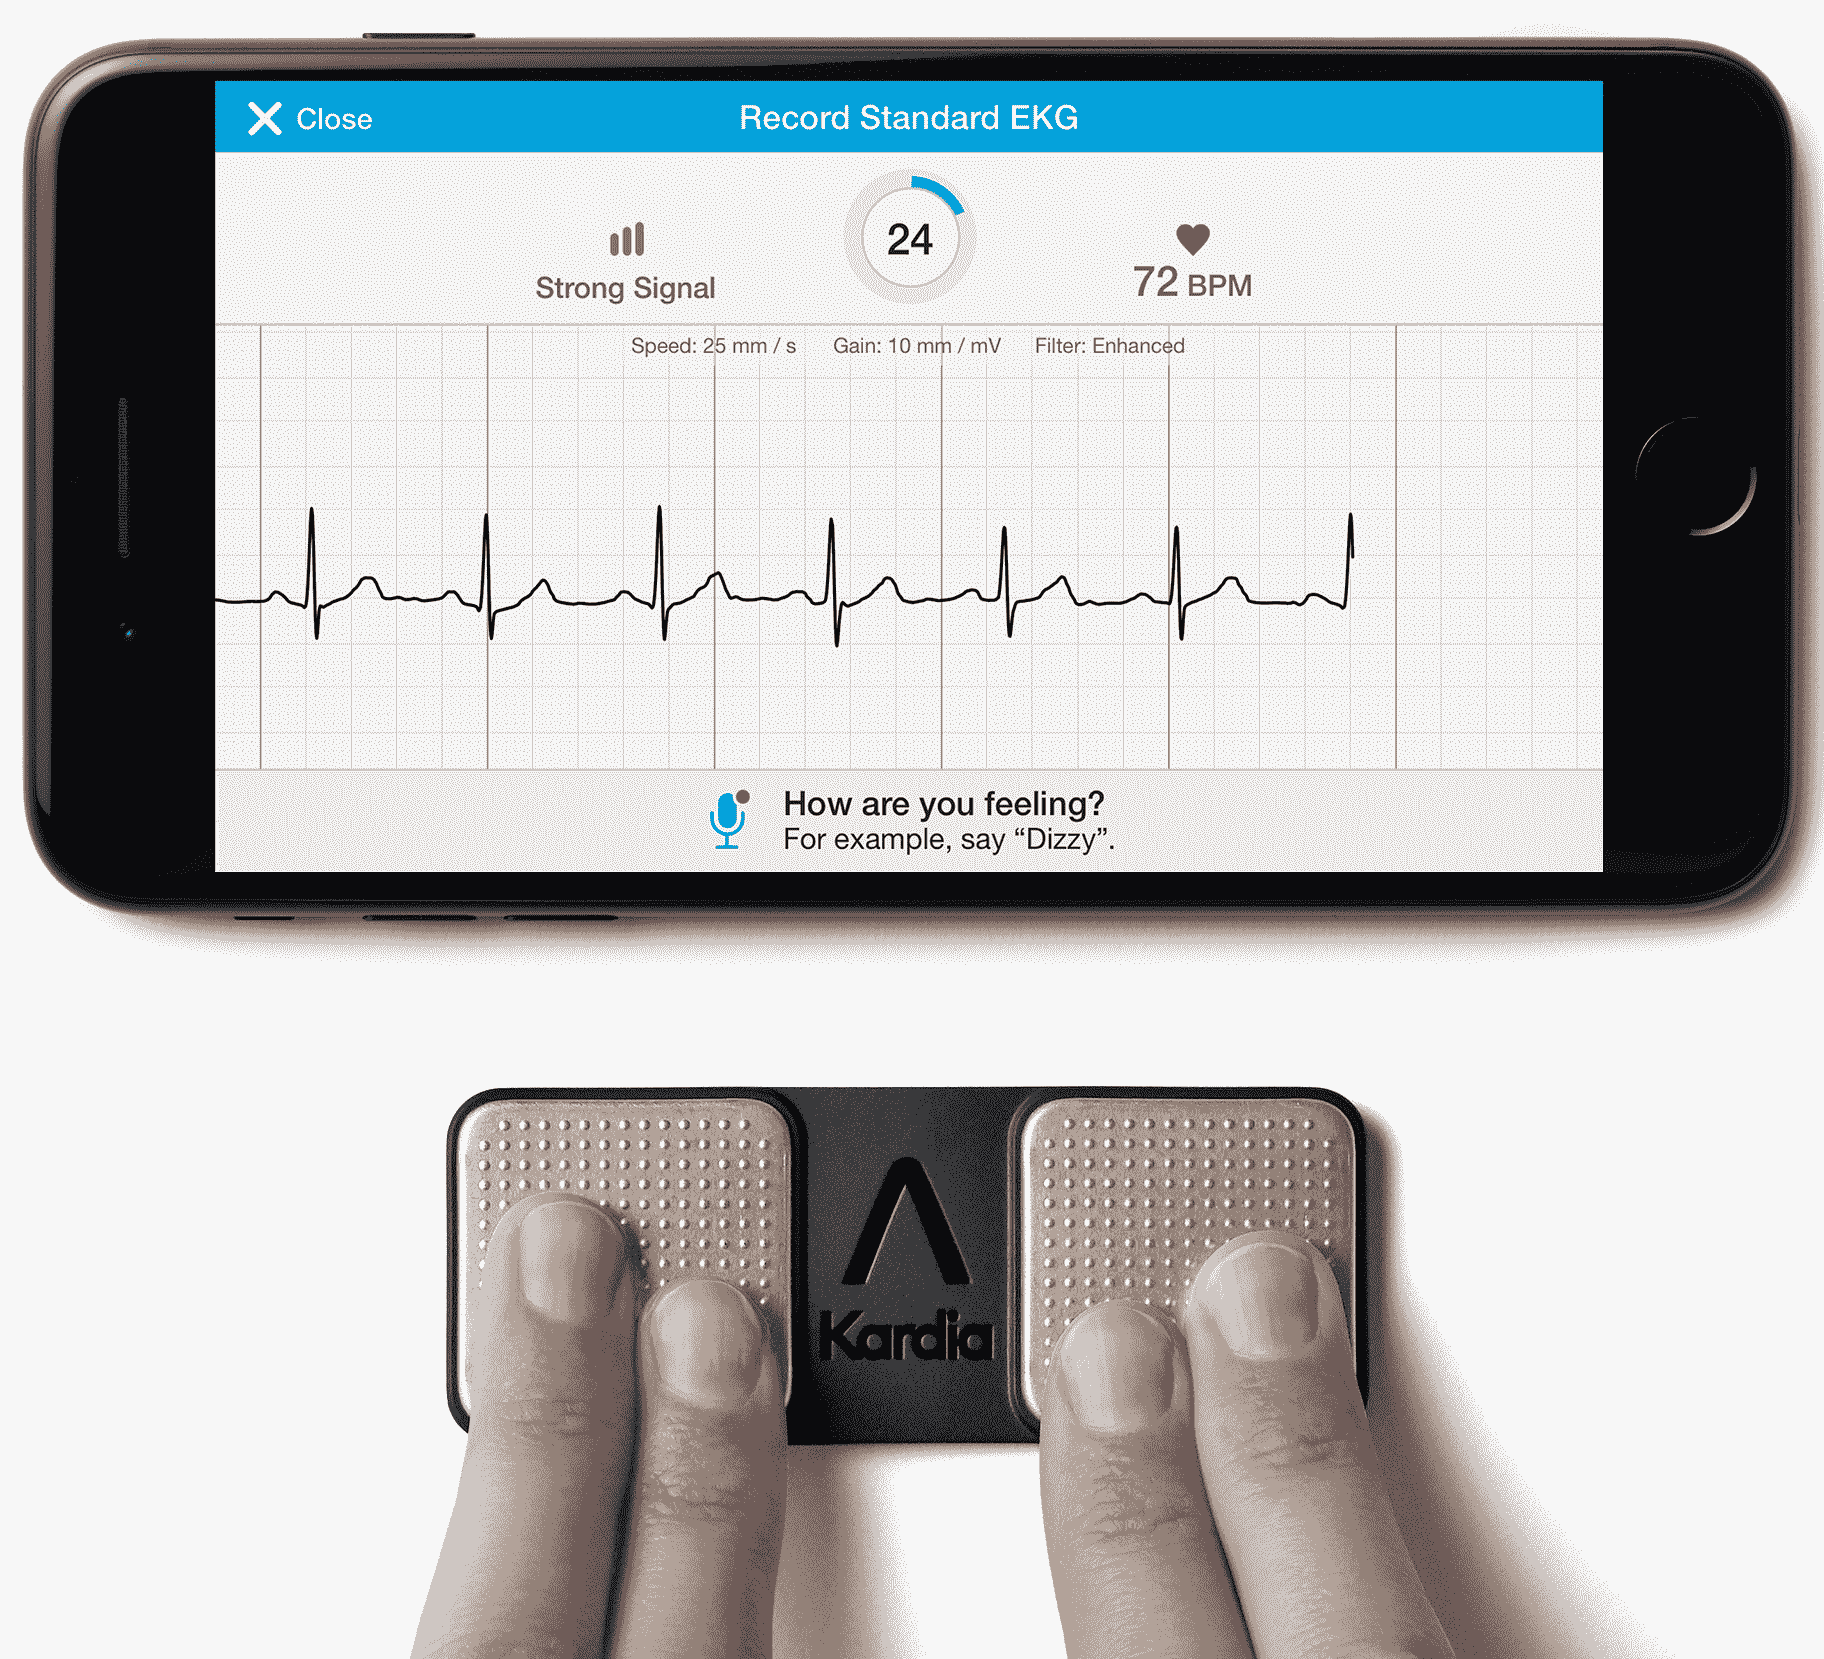 Close
Record Standard EKG
24
Strong Signal
72 BPM
Speed: 25 mm / s Gain: 10 mm / mV Filter: Enhanced
How are you feeling?
For example, say “Dizzy”.
Kardia